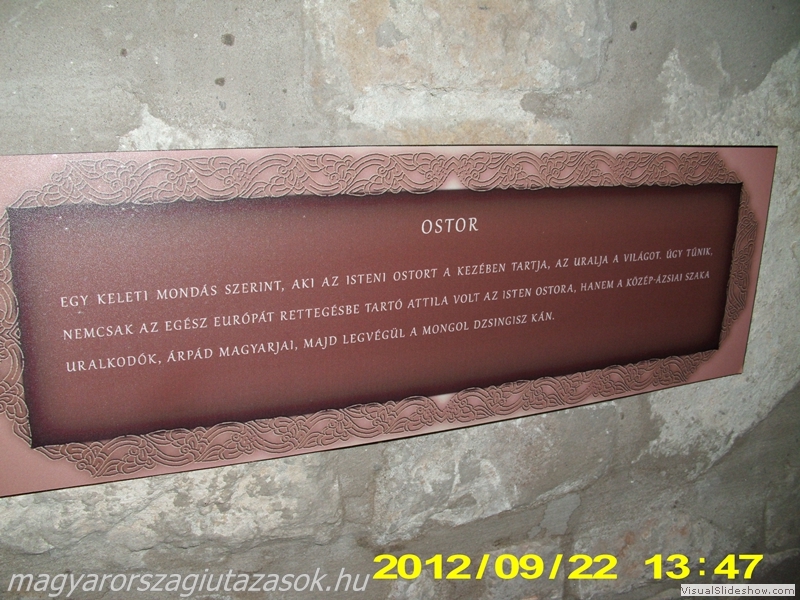 OSTOR
EGY KELETI MONDÁS SZERINT, AKI AZ ISTENI OSTORT A KEZÉBEN TARTJA, AZ URALJA A VILÁGOT. ÚGY TŰNIK,
NEMCSAK AZ EGÉSZ EURÓPÁT RETTEGÉSBE TARTÓ ATTILA VOLT AZ ISTEN OSTORA, HANEM A KÖZÉP-ÁZSIAI SZAKA
URALKODÓK, ÁRPÁD MAGYARJAI, MAJD LEGVÉGÜL A MONGOL DZSINGISZ KÁN.
2012/09/22 13:47
magyarorszagiutazasok.hu
VisualSlideshow.com